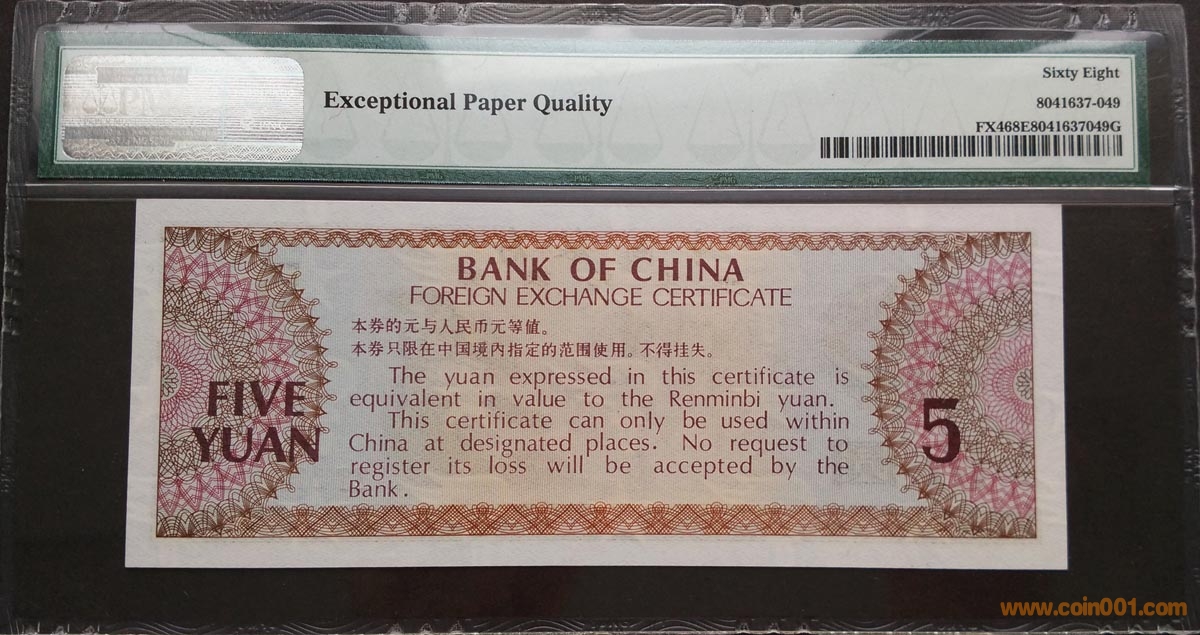 Exceptional Paper Quality
Sixty Eight
8041637-049
FX468E8041637049G
BANK OF CHINA
FOREIGN EXCHANGE CERTIFICATE
本券的元与人民币元等値。
本券只限在中国境内指定的范围使用。不得挂失。
The yuan expressed in this certificate is
equivalent in value to the Renminbi yuan.
This certificate can only be used within
China at designated places. No request to
register its loss will be accepted by the
Bank.
FIVE
YUAN
5
www.coin001.com